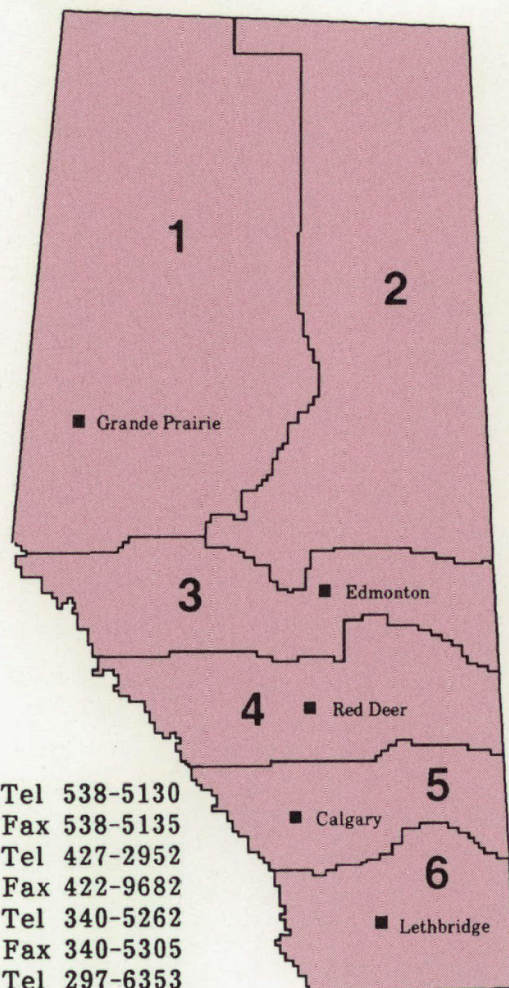 1
2
Grande Prairie
3
Edmonton
4
Red Deer
5
Tel 538-5130
Fax 538-5135
Calgary
Tel 427-2952
Fax 422-9682
6
Tel 340-5262
Fax 340-5305
Lethbridge
Tel 297-6353